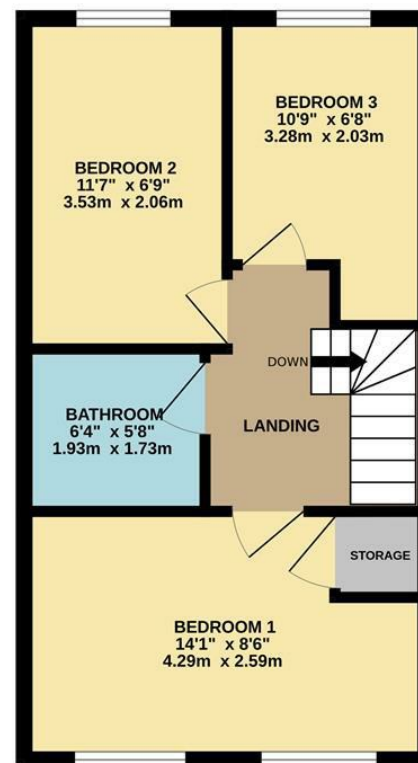 BEDROOM 2
11'7" x 6'9"
3.53m x 2.06m
BEDROOM 3
10'9" x 6'8"
3.28m x 2.03m
DOWN
BATHROOM
6'4" x 5'8"
1.93m x 1.73m
LANDING
STORAGE
BEDROOM 1
14'1" x 8'6"
4.29m x 2.59m